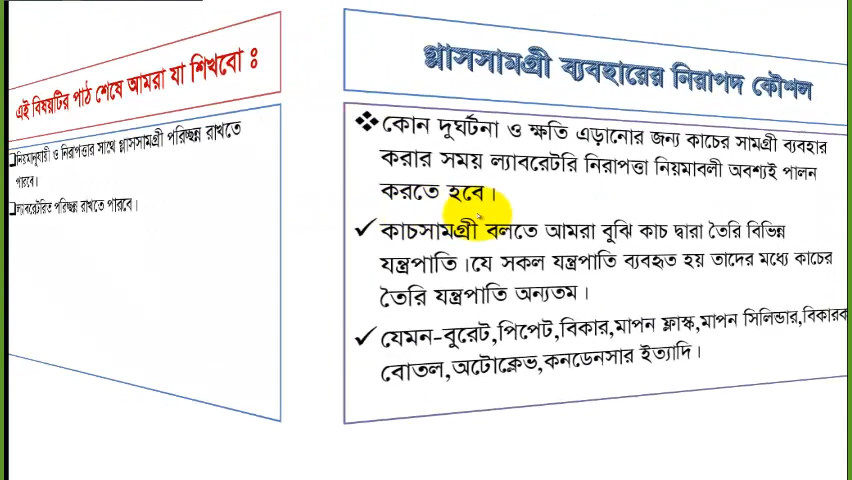 এই বিষয়টির পাঠ শেষে আমরা যা শিখবো ঃ
❑নিয়মানুযায়ী ও নিরাপত্তার সাথে গ্লাসসামগ্রী পরিচ্ছন্ন রাখতে
পারবে।
❑ল্যাবরেটরিত পরিচ্ছন্ন রাখতে পারবে।
গ্লাসসামগ্রী ব্যবহারের নিরাপদ কৌশল
❖কোন দুর্ঘটনা ও ক্ষতি এড়ানোর জন্য কাচের সামগ্রী ব্যবহার
করার সময় ল্যাবরেটরি নিরাপত্তা নিয়মাবলী অবশ্যই পালন
করতে হবে।
✓ কাচসামগ্রী বলতে আমরা বুঝি কাচ দ্বারা তৈরি বিভিন্ন
যন্ত্রপাতি।যে সকল যন্ত্রপাতি ব্যবহৃত হয় তাদের মধ্যে কাচের
তৈরি যন্ত্রপাতি অন্যতম।
✓ যেমন-বুরেট,পিপেট,বিকার,মাপন ফ্লাস্ক,মাপন সিলিন্ডার,বিকারক
বোতল,অটোক্লেভ,কনডেনসার ইত্যাদি।